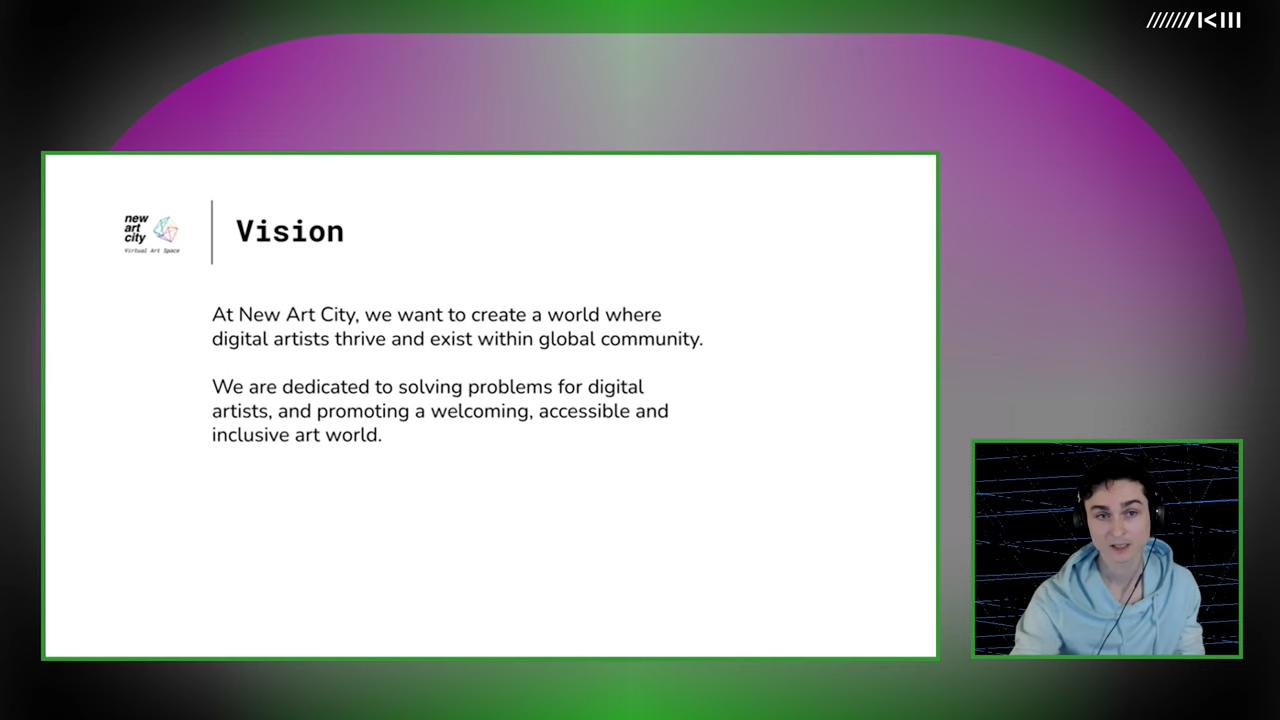 //////// ZKM
new
art
city
Virtual Art Space
Vision
At New Art City, we want to create a world where
digital artists thrive and exist within global community.
We are dedicated to solving problems for digital
artists, and promoting a welcoming, accessible and
inclusive art world.